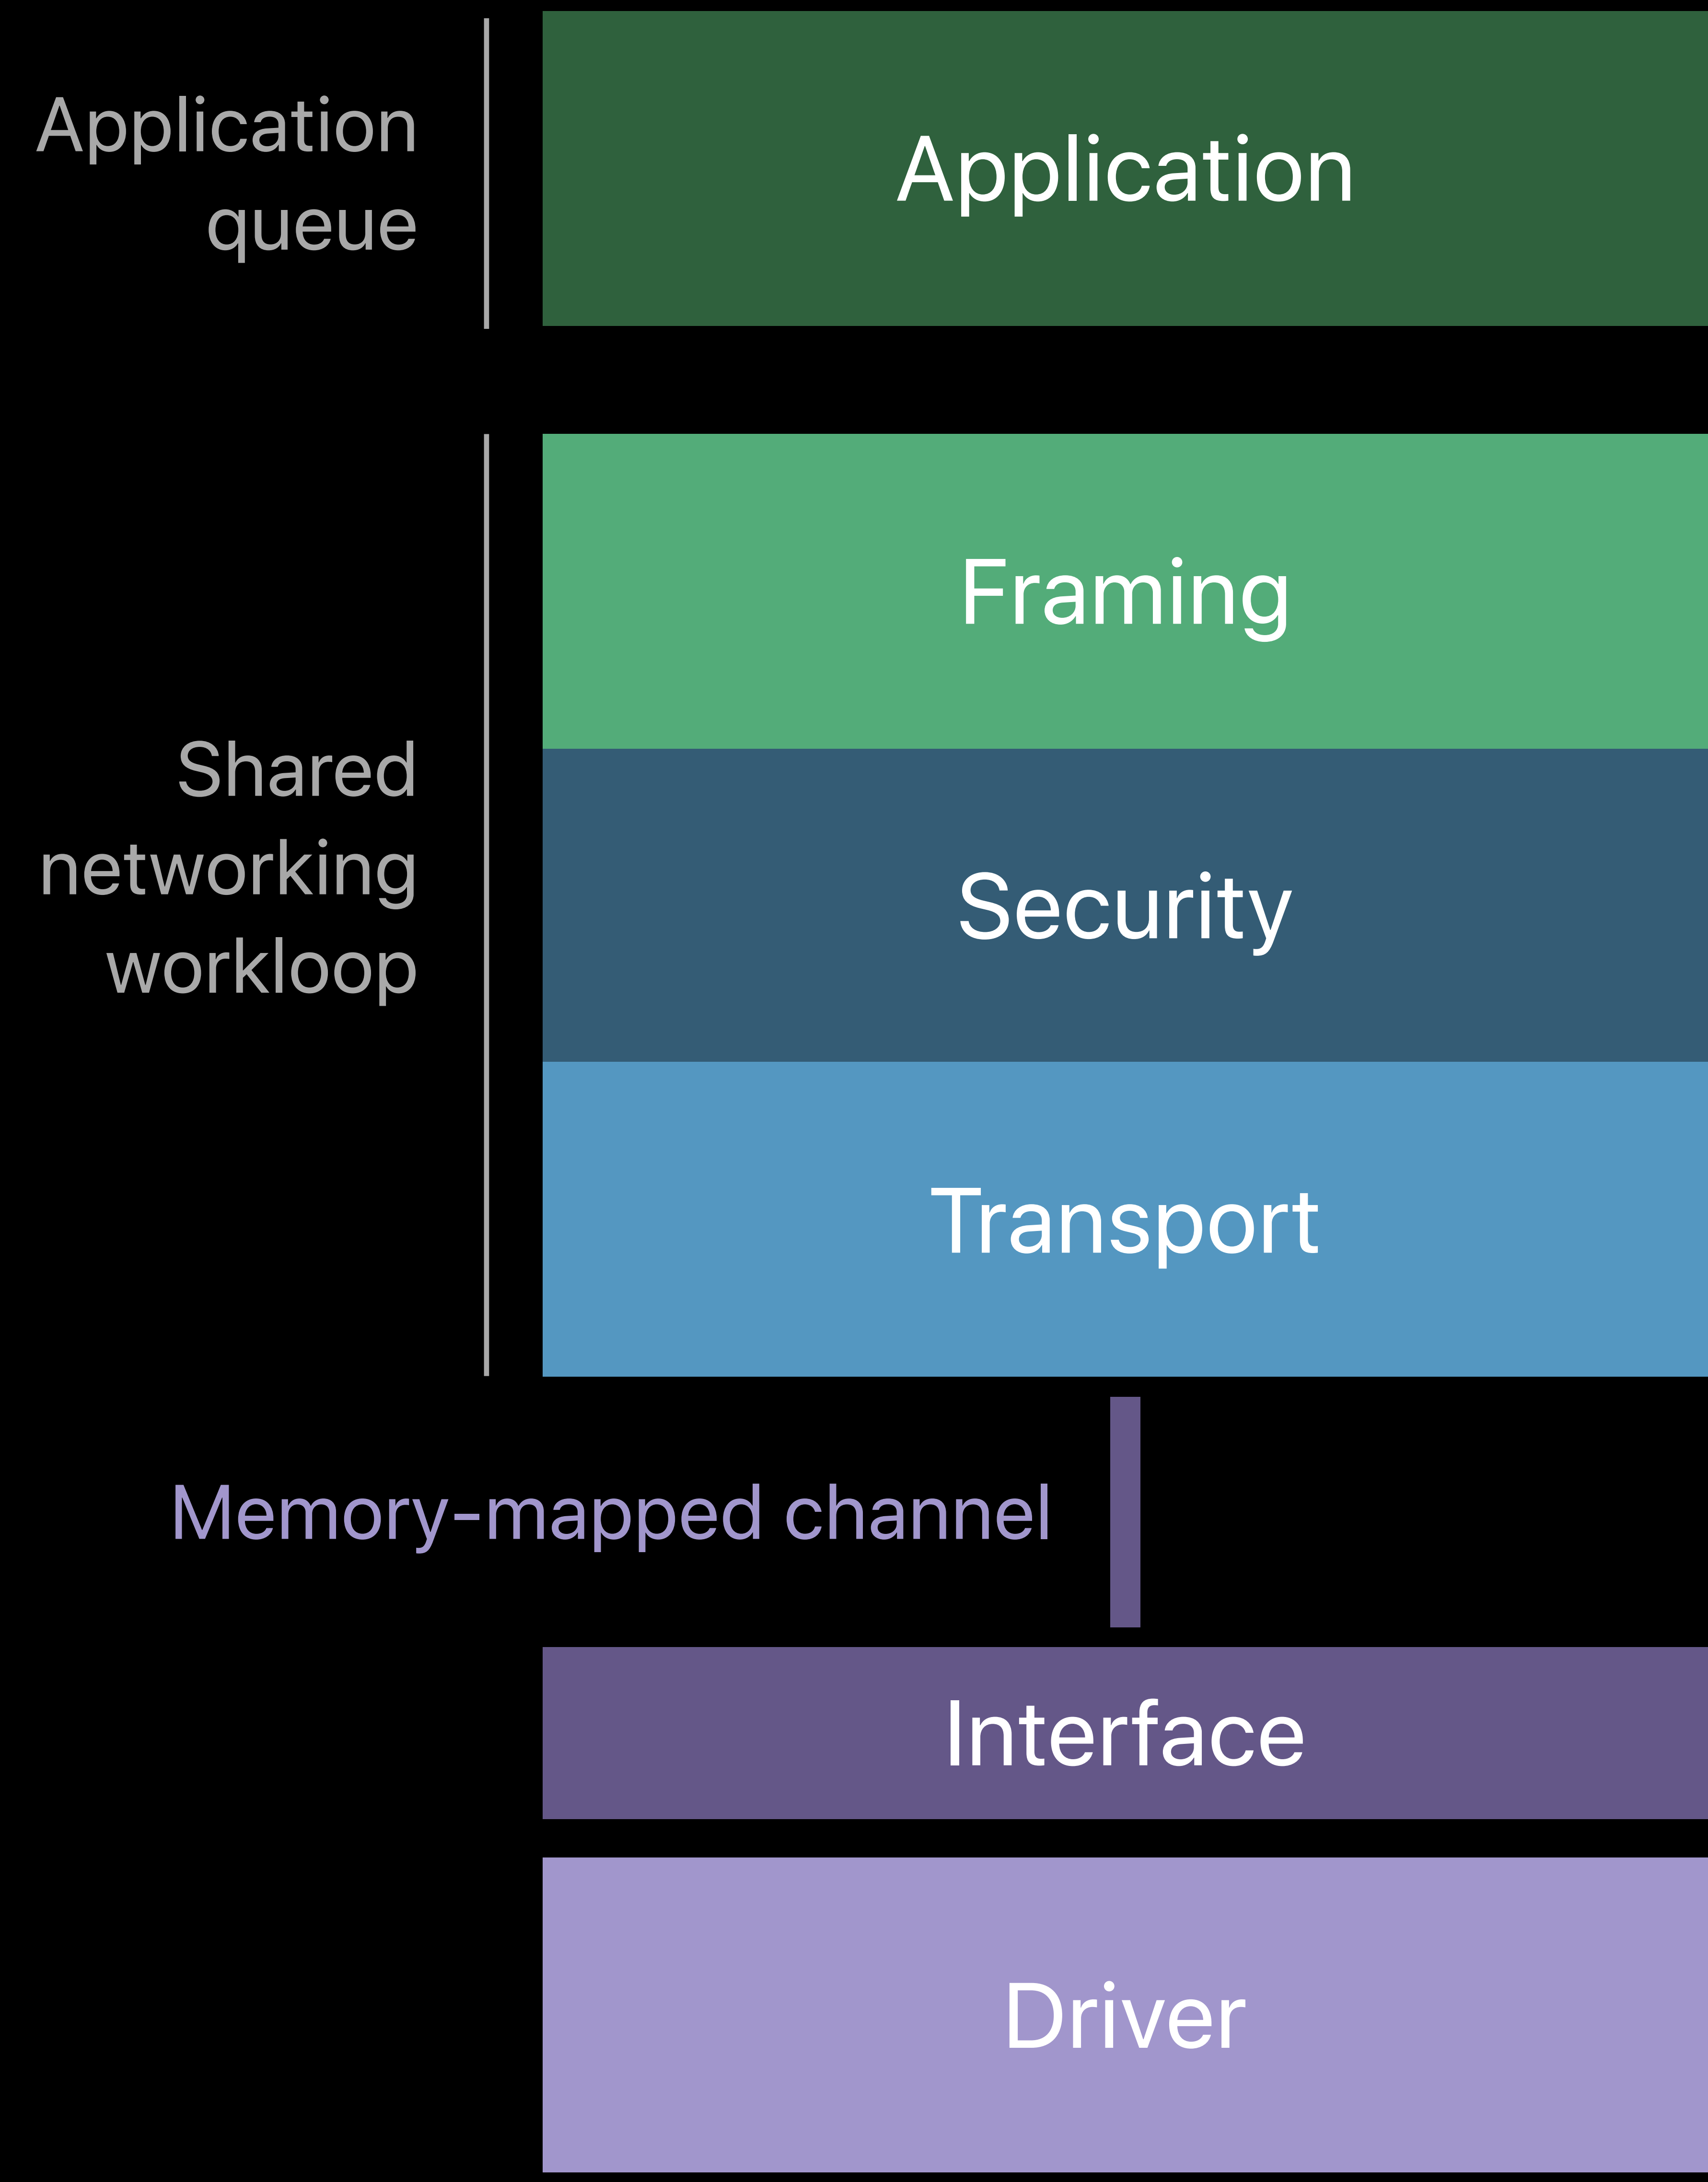 Application
queue
Application
Framing
Shared
networking
workloop
Security
Transport
Memory-mapped channel
Interface
Driver